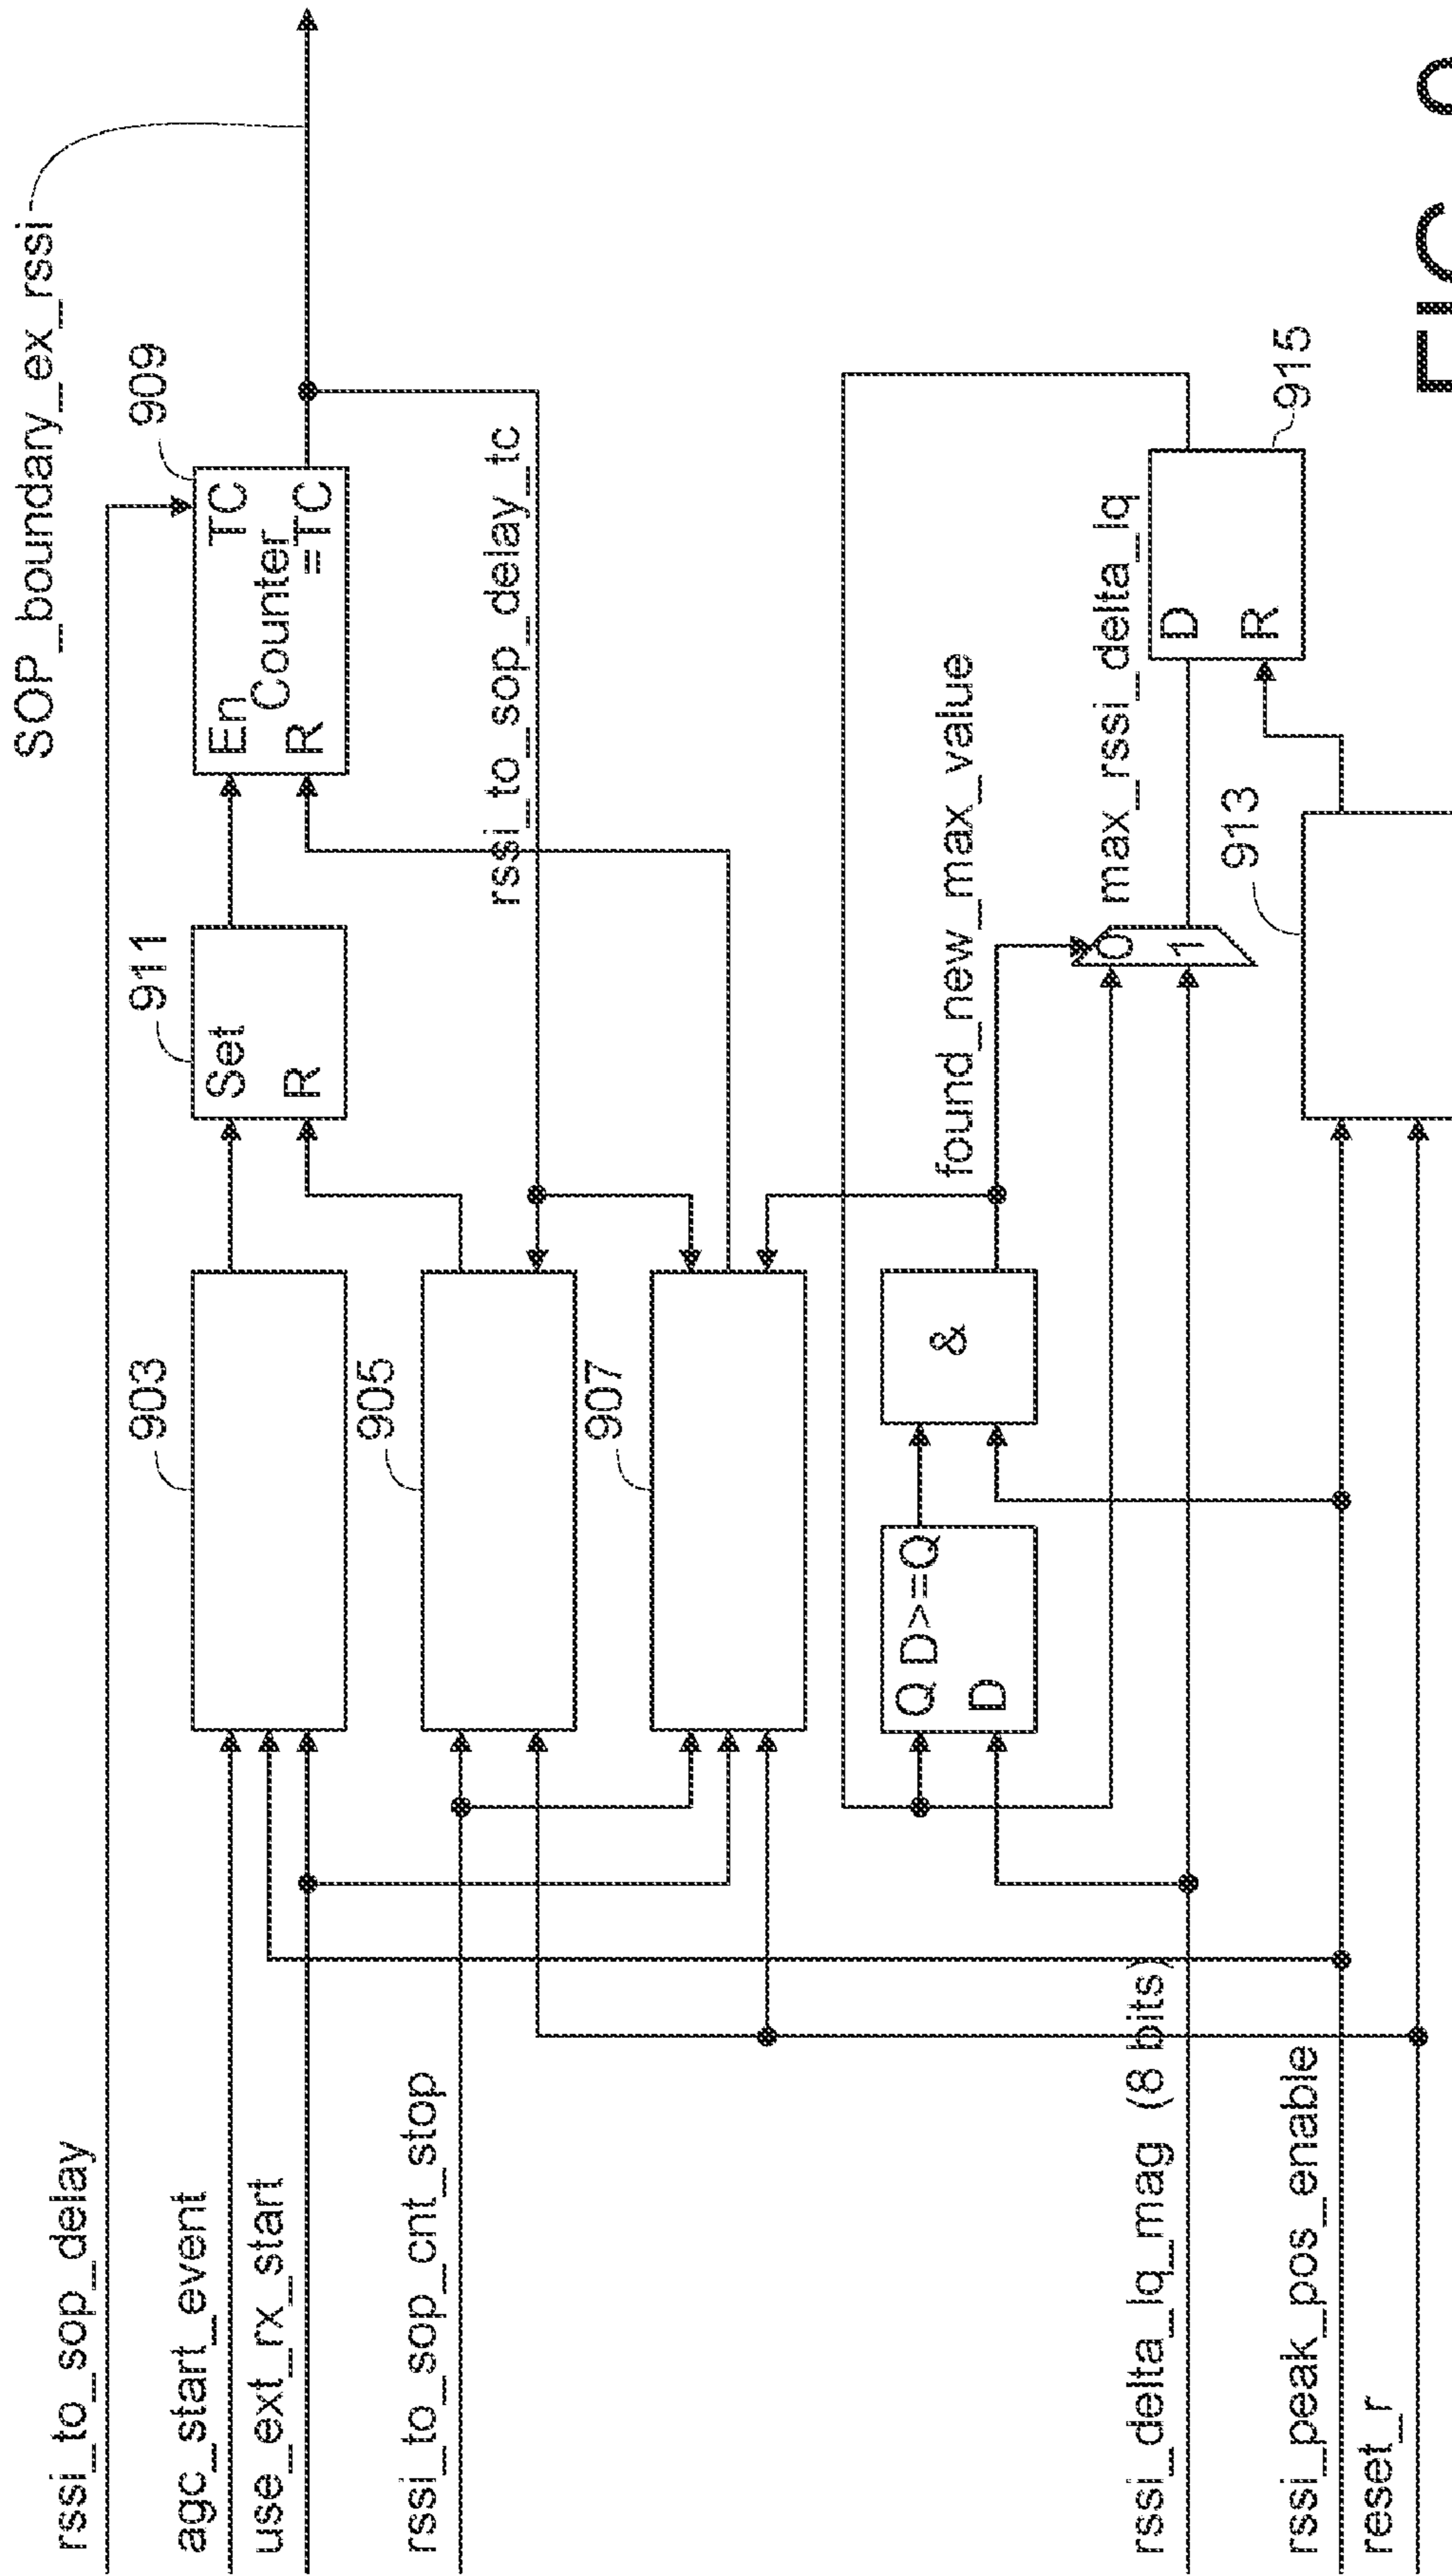 SOP_boundary_ex_rssi
rssi_to_sop_delay
909
En TC
Counter
R =TC
911
Set
R
agc_start_event
use_ext_rx_start
903
rssi_to_sop_cnt_stop
905
rssi_to_sop_delay_tc
907
Q D>=Q
D
&
found_new_max_value
0
1
max_rssi_delta_lq
D
R
915
rssi_delta_lq_mag (8 bits)
rssi_peak_pos_enable
913
reset_r